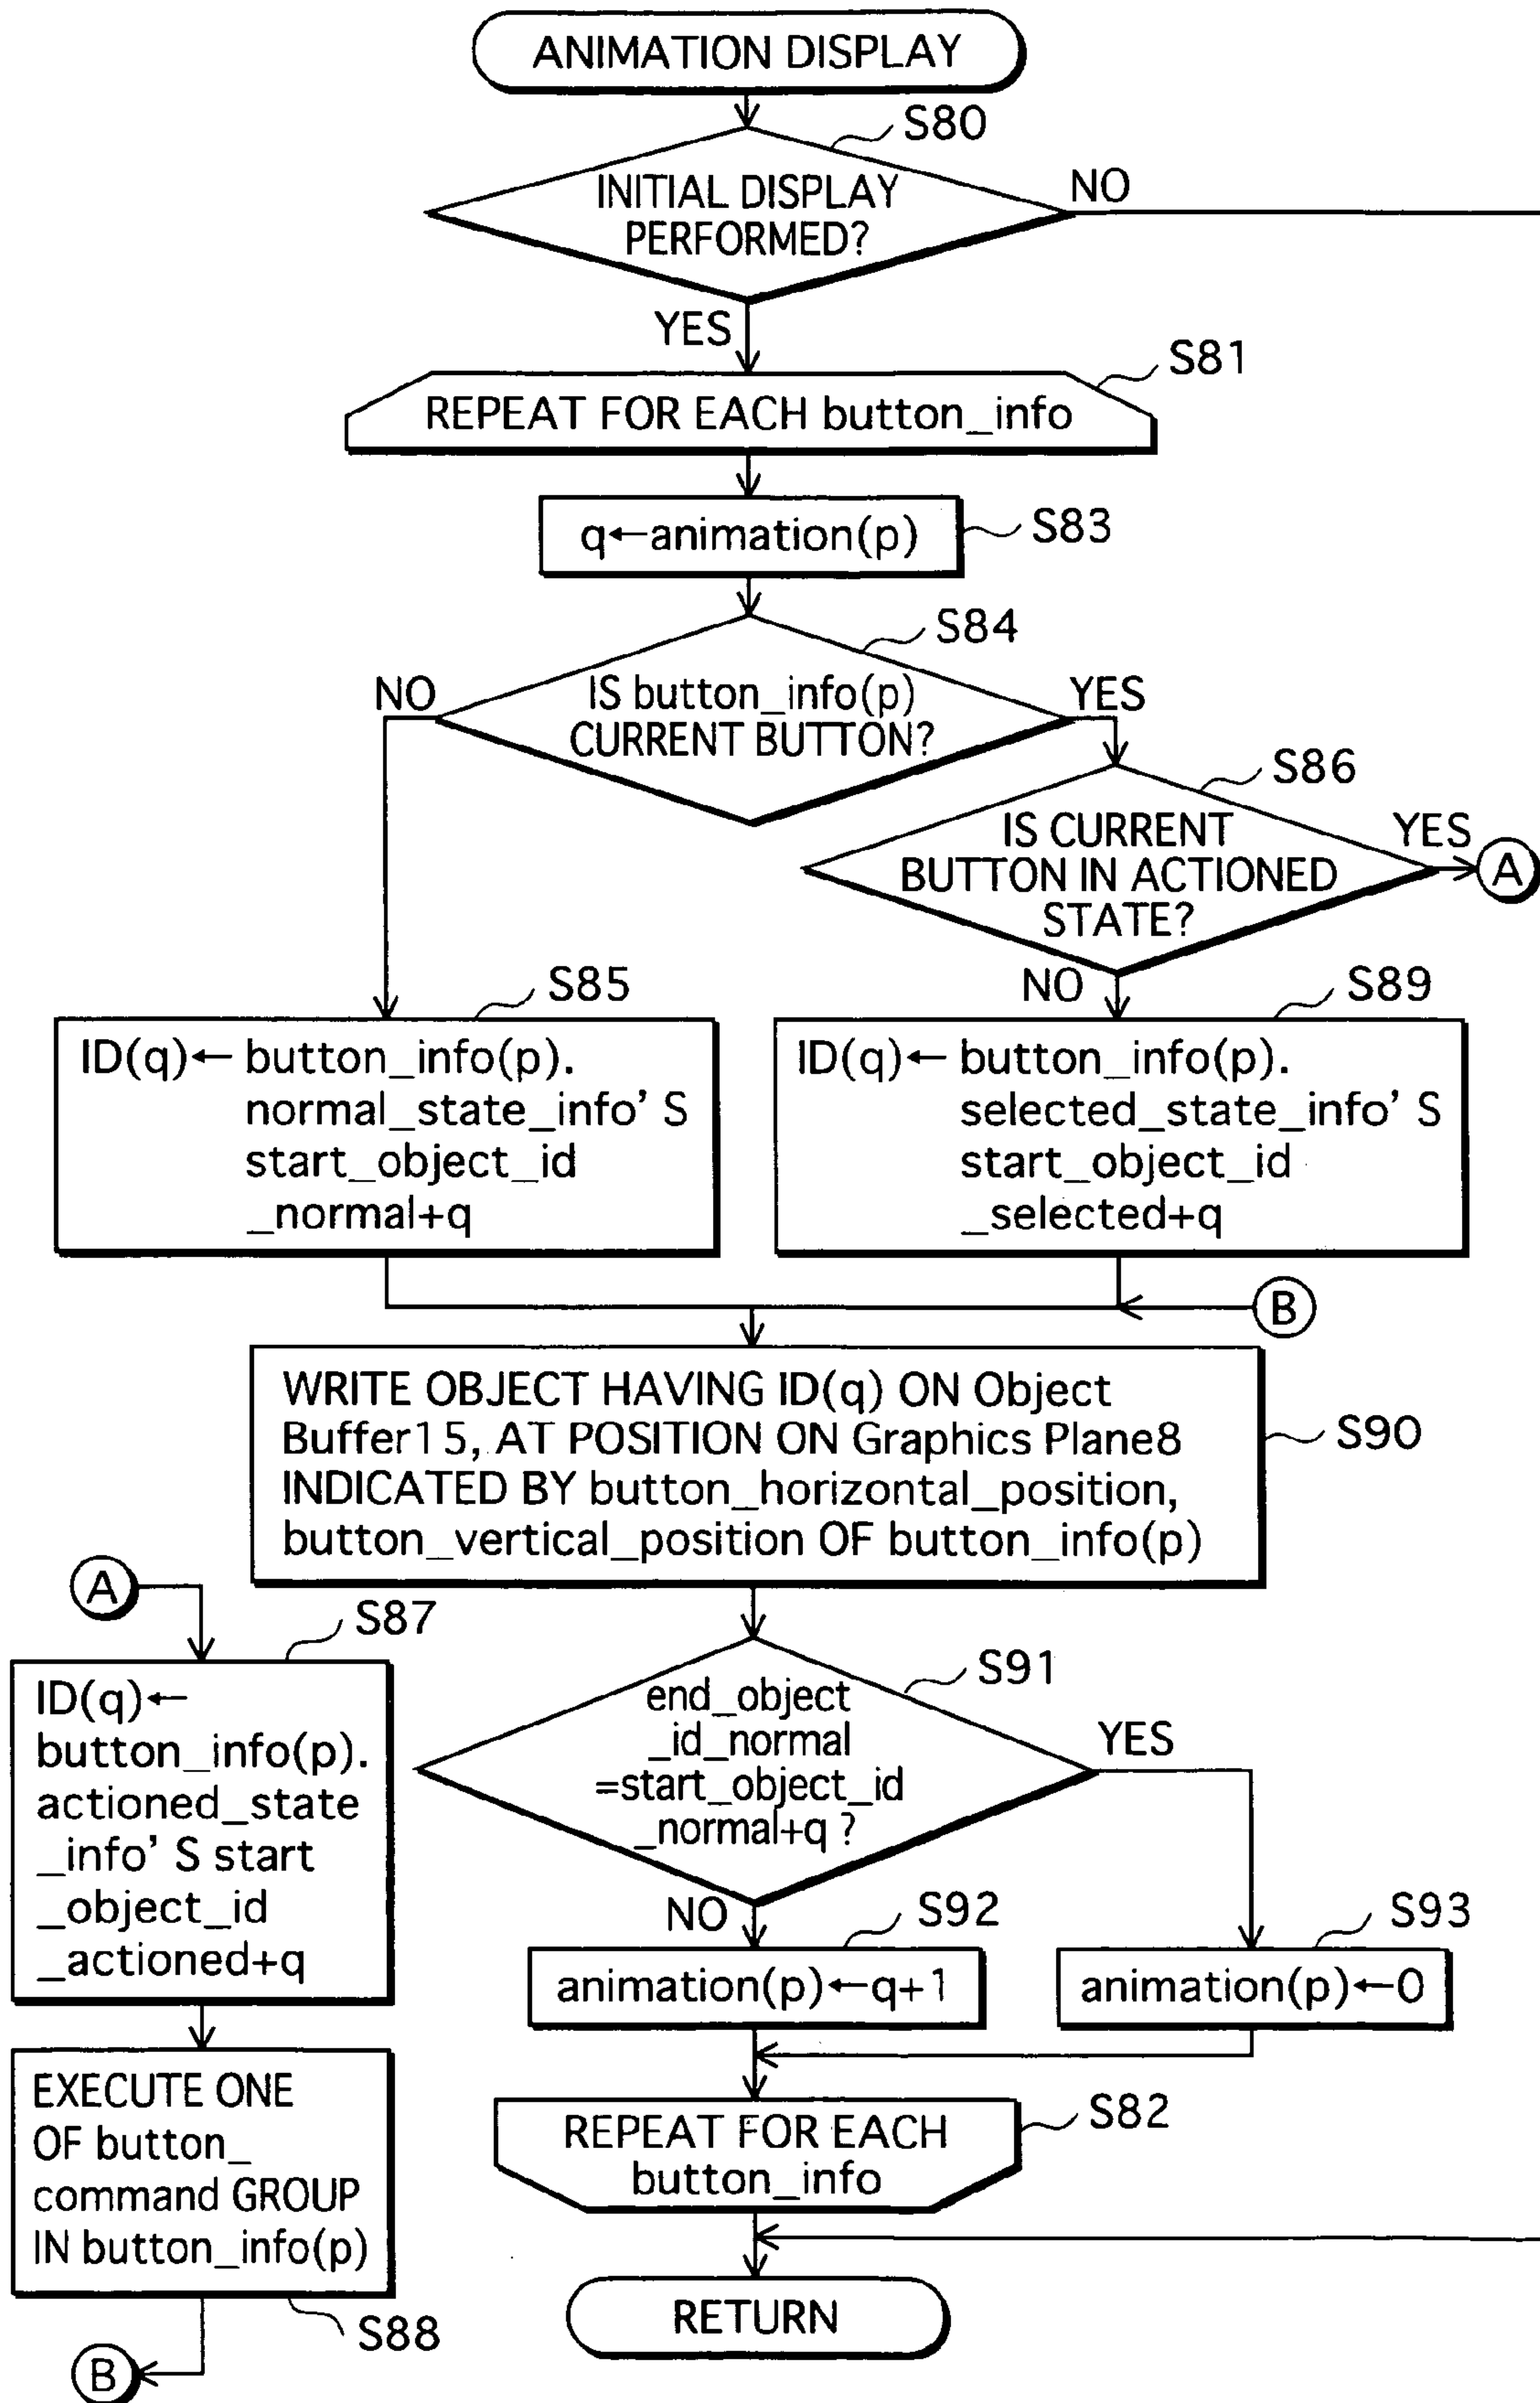 ANIMATION DISPLAY
S80
INITIAL DISPLAY
PERFORMED?
NO
YES
S81
REPEAT FOR EACH button_info
q←animation(p)
S83
S84
NO
IS button_info(p)
CURRENT BUTTON?
YES
S86
IS CURRENT
BUTTON IN ACTIONED
STATE?
YES
A
NO
S85
ID(q)← button_info(p).
normal_state_info' S
start_object_id
_normal+q
S89
ID(q)← button_info(p).
selected_state_info' S
start_object_id
_selected+q
B
WRITE OBJECT HAVING ID(q) ON Object
Buffer15, AT POSITION ON Graphics Plane8
INDICATED BY button_horizontal_position,
button_vertical_position OF button_info(p)
S90
A
S87
ID(q)←
button_info(p).
actioned_state
_info' S start
_object_id
_actioned+q
EXECUTE ONE
OF button_
command GROUP
IN button_info(p)
S88
B
S91
end_object
_id_normal
=start_object_id
_normal+q ?
YES
NO
S92
animation(p)←q+1
S93
animation(p)←0
S82
REPEAT FOR EACH
button_info
RETURN